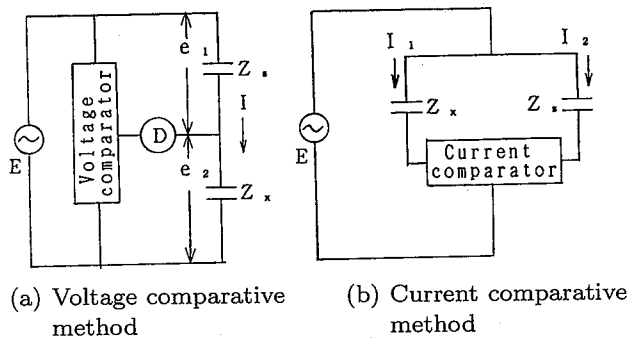 e 1
Z s
I
Voltage
comparator
D
E
e 2
Z x
I 1
I 2
Z x
Z s
E
Current
comparator
(a) Voltage comparative
method
(b) Current comparative
method